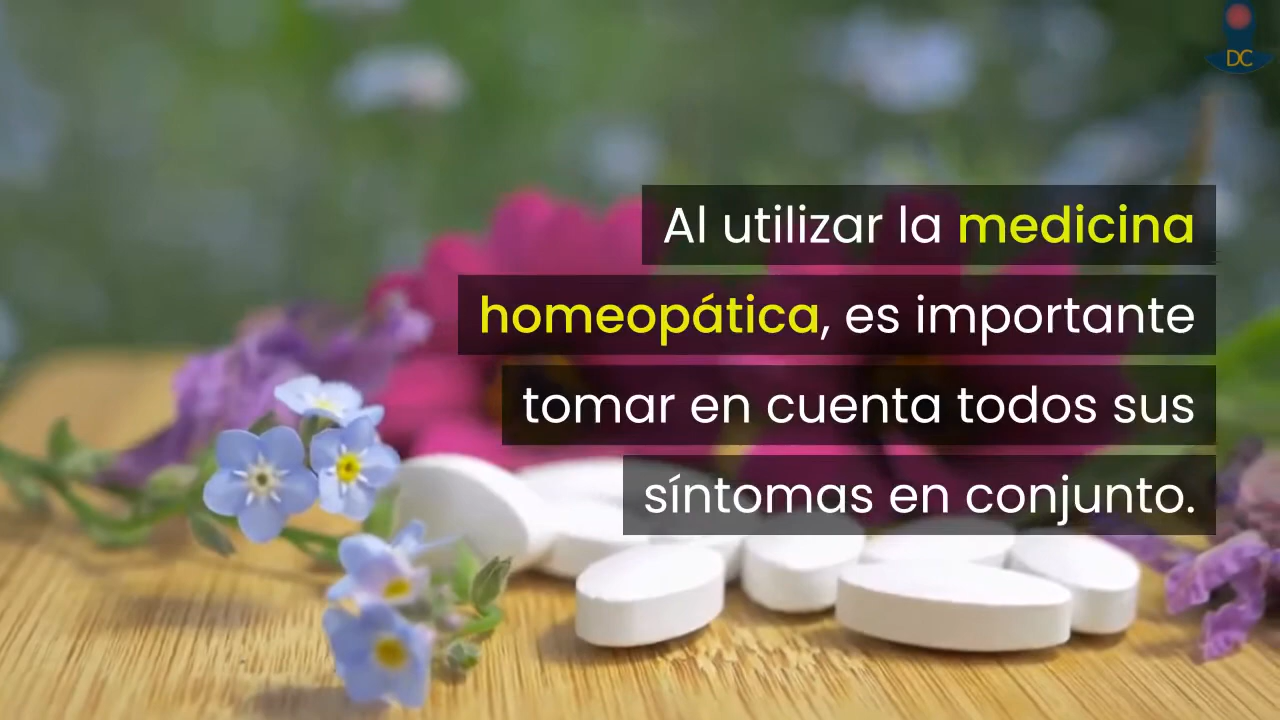 DC
Al utilizar la medicina
homeopática, es importante
tomar en cuenta todos sus
síntomas en conjunto.